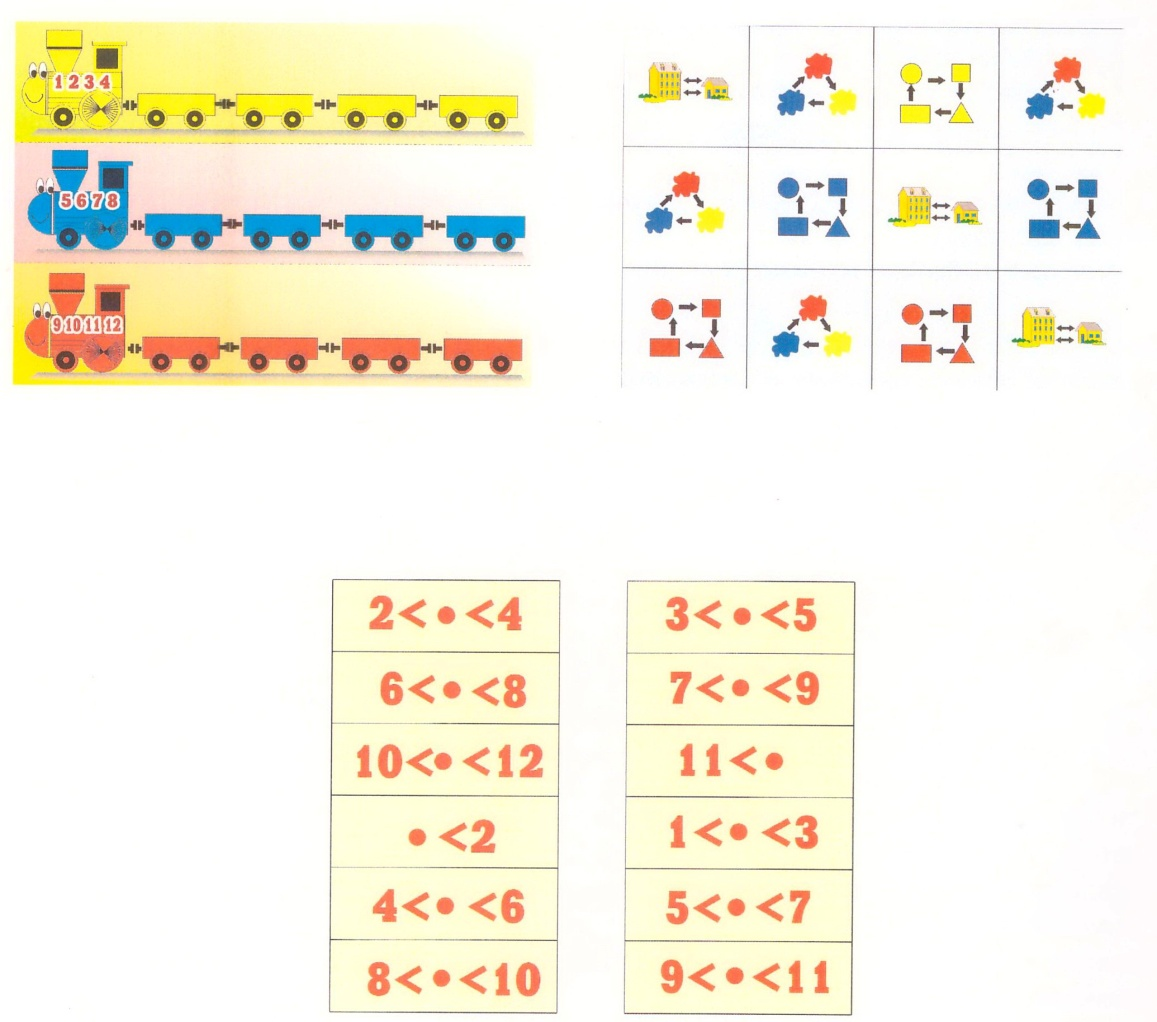 1 2 3 4
5 6 7 8
9 10 11 12
2< • <4
6< • <8
10< • <12
• <2
4< • <6
8< • <10
3< • <5
7< • <9
11< •
1< • <3
5< • <7
9< • <11